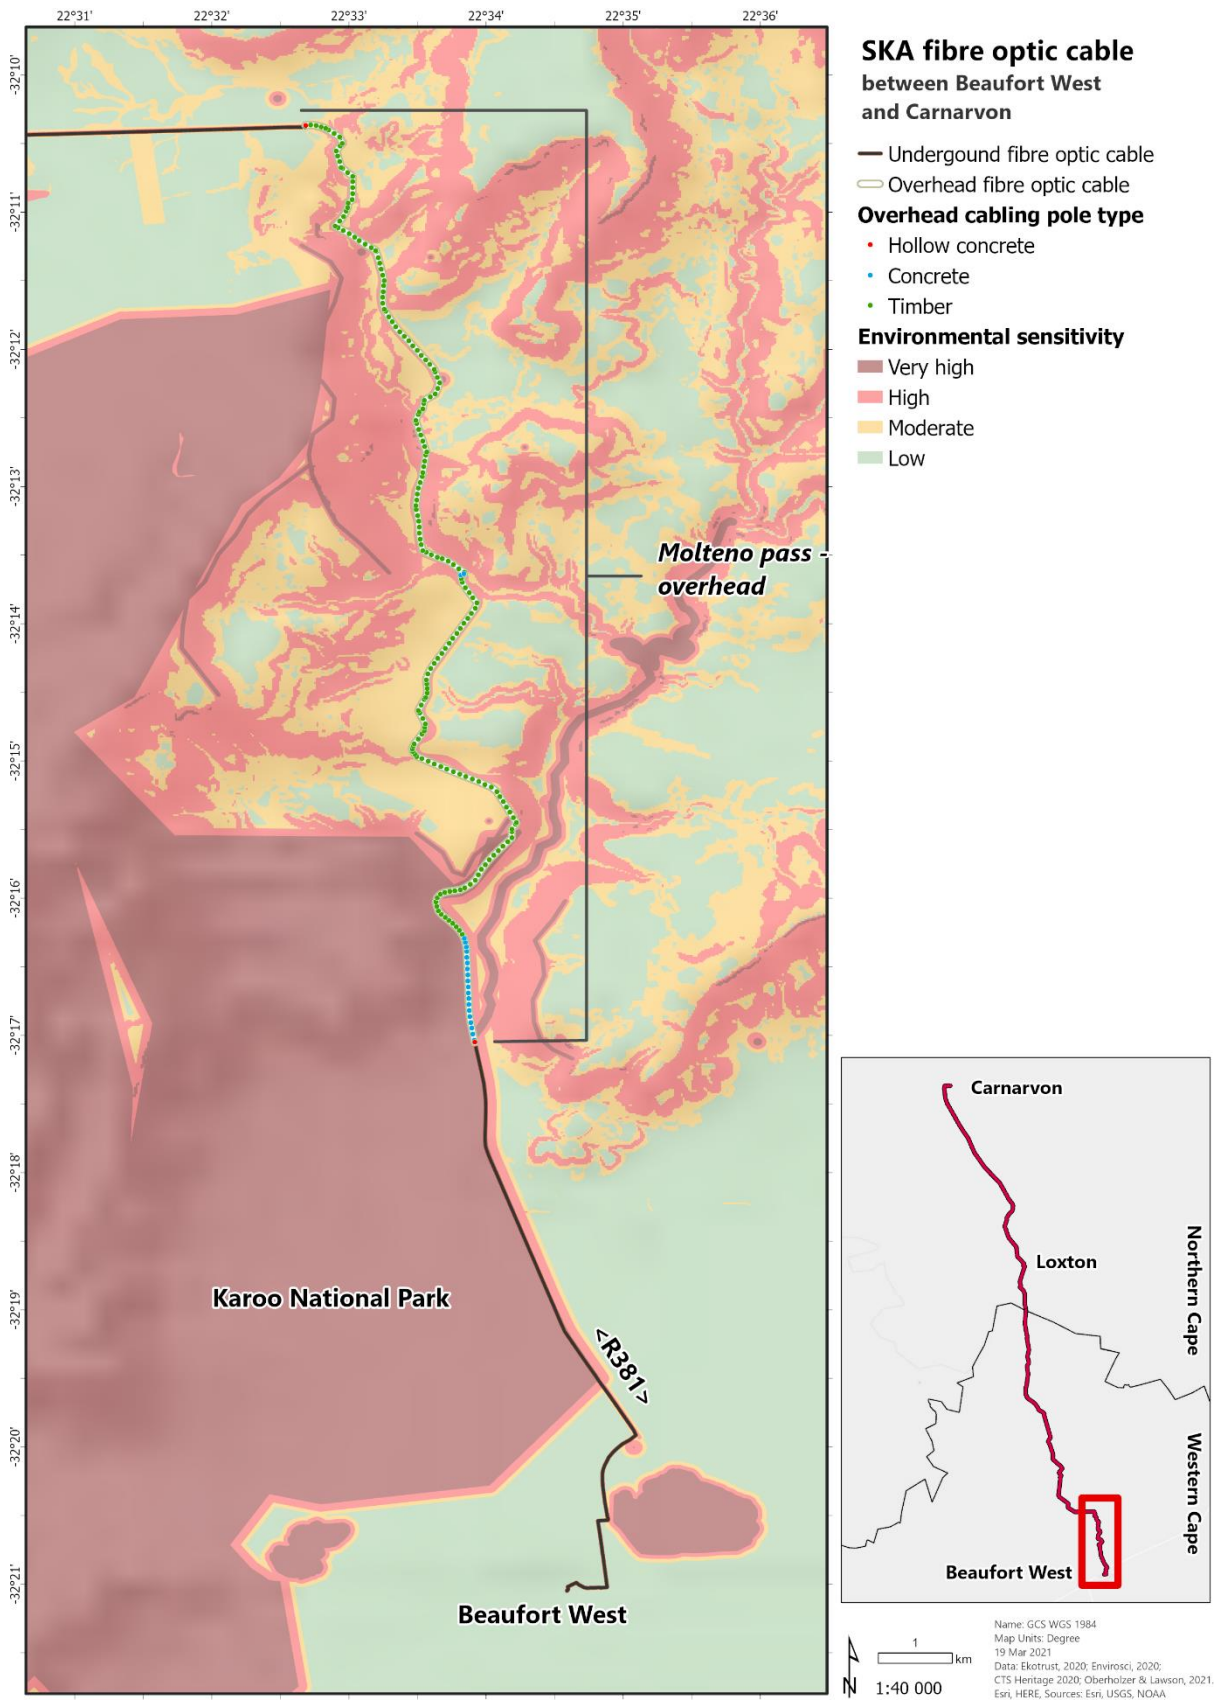 22°31'
22°32'
22°33'
22°34'
22°35'
22°36'
-32°10'
-32°11'
-32°12'
-32°13'
-32°14'
-32°15'
-32°16'
-32°17'
-32°18'
-32°19'
-32°20'
-32°21'
Molteno pass -
overhead
Karoo National Park
<R381>
Beaufort West
SKA fibre optic cable
between Beaufort West
and Carnarvon
Undergound fibre optic cable
Overhead fibre optic cable
Overhead cabling pole type
Hollow concrete
Concrete
Timber
Environmental sensitivity
Very high
High
Moderate
Low
Carnarvon
Loxton
Northern Cape
Western Cape
Beaufort West
N
1
km
1:40 000
Name: GCS WGS 1984
Map Units: Degree
19 Mar 2021
Data: Ekotrust, 2020; Envirosci, 2020;
CTS Heritage 2020; Oberholzer & Lawson, 2021.
Esri, HERE, Sources: Esri, USGS, NOAA